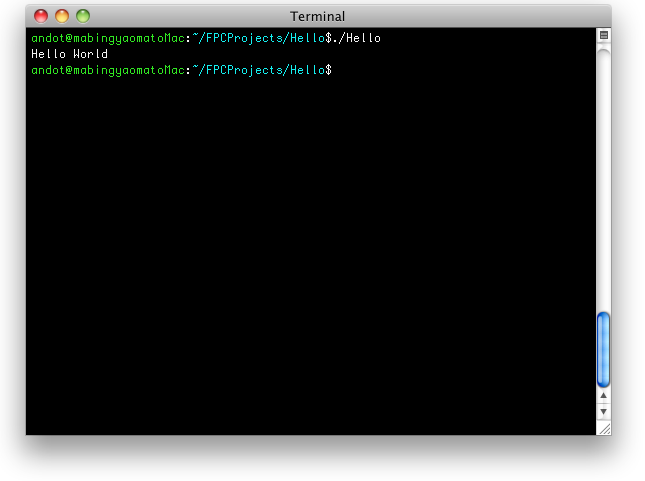 Terminal
andot@mabingyaomatoMac:~/FPCProjects/Hello$./Hello
Hello World
andot@mabingyaomatoMac:~/FPCProjects/Hello$